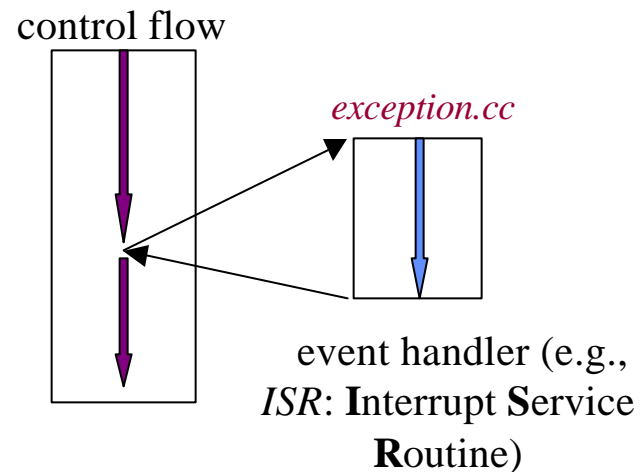 control flow
exception.cc
event handler (e.g.,
ISR: Interrupt Service
Routine)